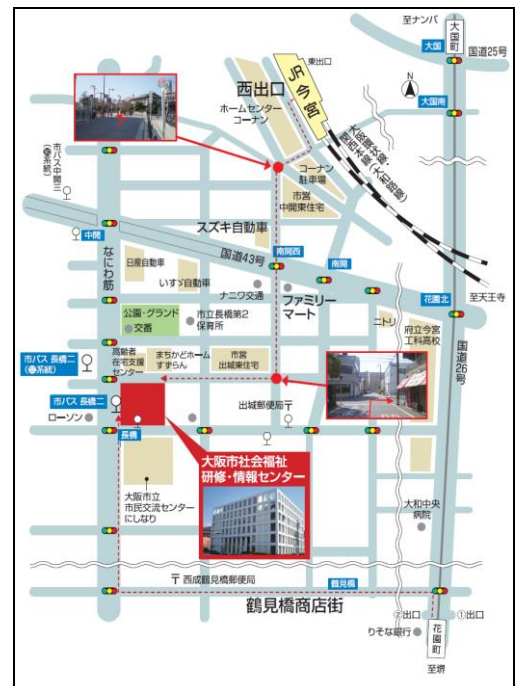 至ナンバ
大国町
大国
国道25号
東出口
JR今宮
西出口
ホームセンター
コーナン
N
大国南
大阪環状線・
関西本線(大和路線)
市バス中開三
コーナン
駐車場
市営
中開東住宅
スズキ自動車
中開
なにわ筋
国道43号
南開西
南開
日産自動車
いすゞ自動車
ナニワ交通
ファミリー
マート
至天王寺
花園北
公園・グランド
交番
市立長橋第2
保育所
ニトリ
府立今宮
工科高校
国道26号
市バス 長橋二
高齢者
在宅支援
センター
まちかどホーム
すずらん
市営
出城東住宅
市バス 長橋二
ローソン
長橋
出城郵便局〒
大阪市社会福祉
研修・情報センター
大阪市立
市民交流センター
にしなり
大和中央
病院
〒西成鶴見橋郵便局
鶴見橋
鶴見橋商店街
②出口
①出口
りそな銀行
花園町
至堺